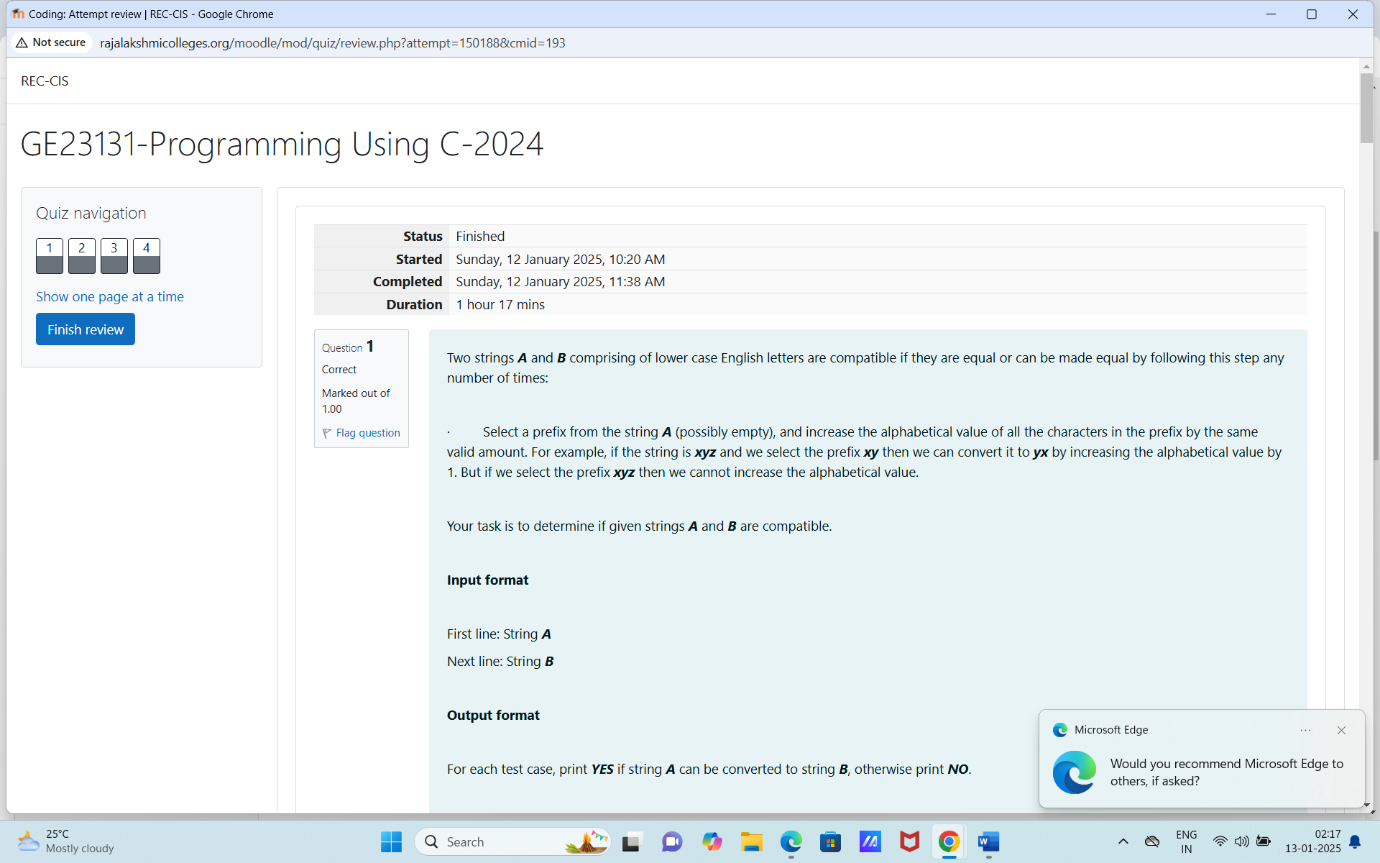 Coding: Attempt review | REC-CIS - Google Chrome
Not secure
rajalakshmicolleges.org/moodle/mod/quiz/review.php?attempt=150188&cmid=193
REC-CIS
GE23131-Programming Using C-2024
Quiz navigation
1 2 3 4
Show one page at a time
Finish review
Status Finished
Started Sunday, 12 January 2025, 10:20 AM
Completed Sunday, 12 January 2025, 11:38 AM
Duration 1 hour 17 mins
Question 1
Correct
Marked out of
1.00
Flag question
Two strings A and B comprising of lower case English letters are compatible if they are equal or can be made equal by following this step any
number of times:
· Select a prefix from the string A (possibly empty), and increase the alphabetical value of all the characters in the prefix by the same
valid amount. For example, if the string is xyz and we select the prefix xy then we can convert it to yx by increasing the alphabetical value by
1. But if we select the prefix xyz then we cannot increase the alphabetical value.
Your task is to determine if given strings A and B are compatible.
Input format
First line: String A
Next line: String B
Output format
For each test case, print YES if string A can be converted to string B, otherwise print NO.
Microsoft Edge
Would you recommend Microsoft Edge to
others, if asked?
25°C
Mostly cloudy
Search
ENG
IN
02:17
13-01-2025